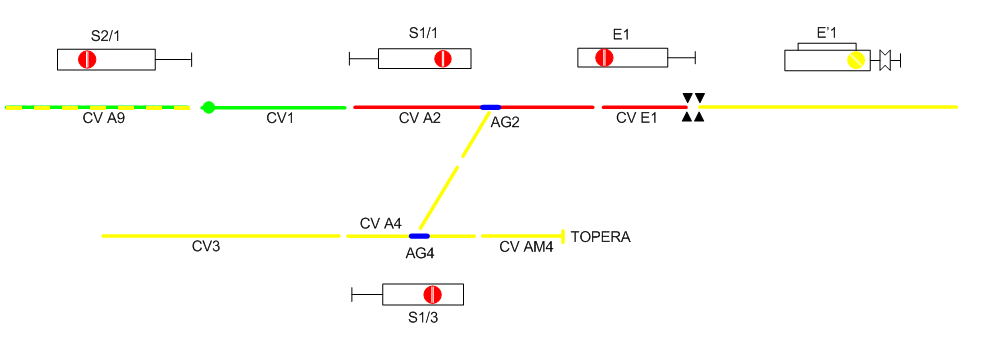 S2/1
S1/1
E1
E'1
CV A9
CV1
CV A2
AG2
CV E1
CV3
CV A4
AG4
CV AM4
TOPERA
S1/3